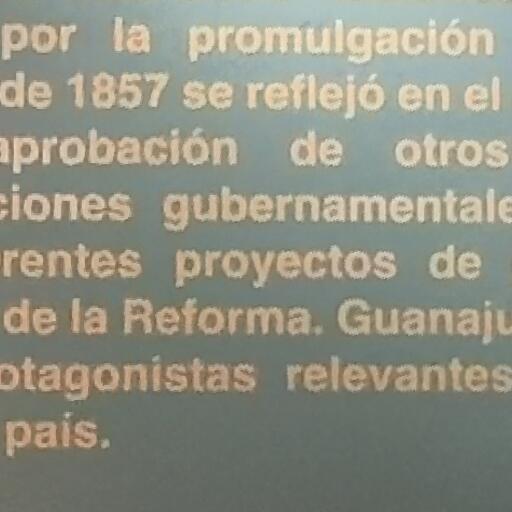 por la promulgación
de 1857 se reflejó en el
aprobación de otros
ciones gubernamentale
rentes proyectos de
de la Reforma. Guanaju
otagonistas relevantes
país.